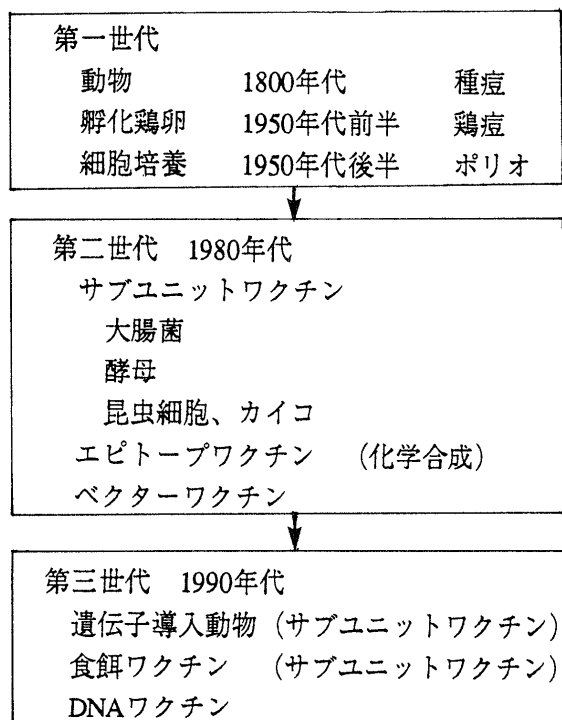 第一世代
動物 1800年代 種痘
孵化鶏卵 1950年代前半 鶏痘
細胞培養 1950年代後半 ポリオ
第二世代 1980年代
サブユニットワクチン
大腸菌
酵母
昆虫細胞、カイコ
エピトープワクチン (化学合成)
ベクターワクチン
第三世代 1990年代
遺伝子導入動物 (サブユニットワクチン)
食餌ワクチン (サブユニットワクチン)
DNAワクチン